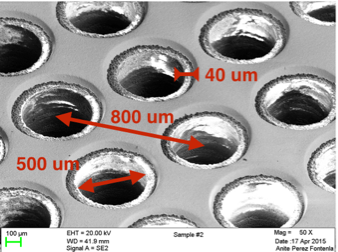 40 um
800 um
500 um
100 µm
EHT = 20.00 kV
WD = 41.9 mm
Signal A = SE2
Sample #2
Mag = 50 X
Date :17 Apr 2015
Anite Perez Fontenla